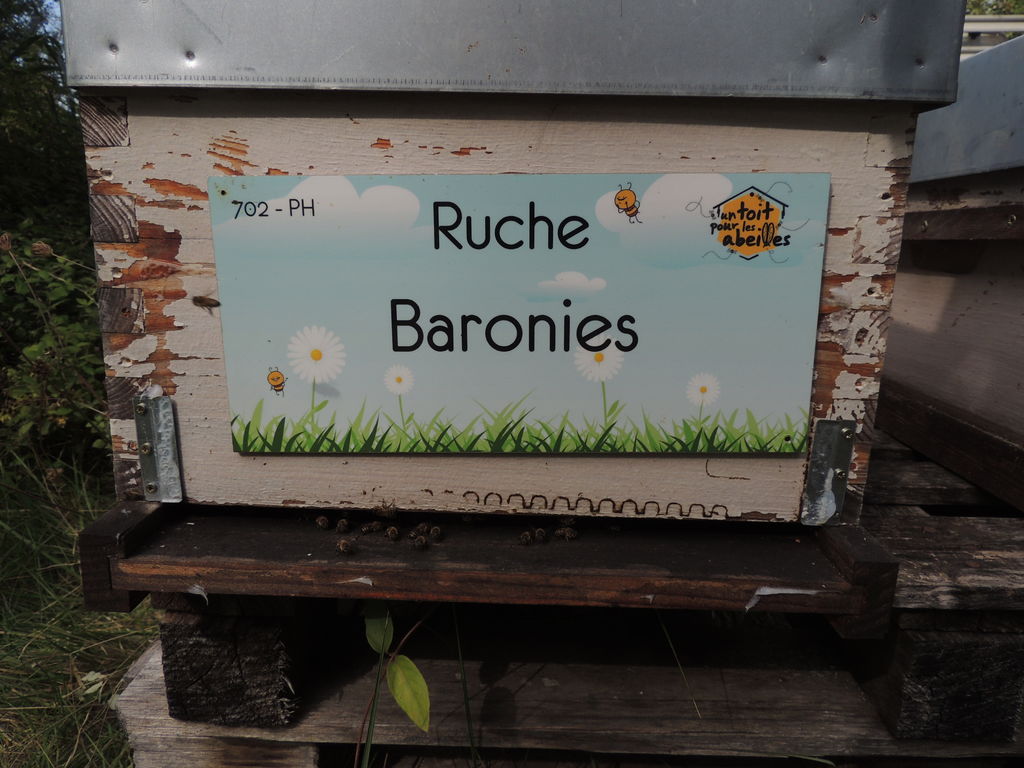 702 - PH
Ruche
Baronies
un toit
pour les
abeilles